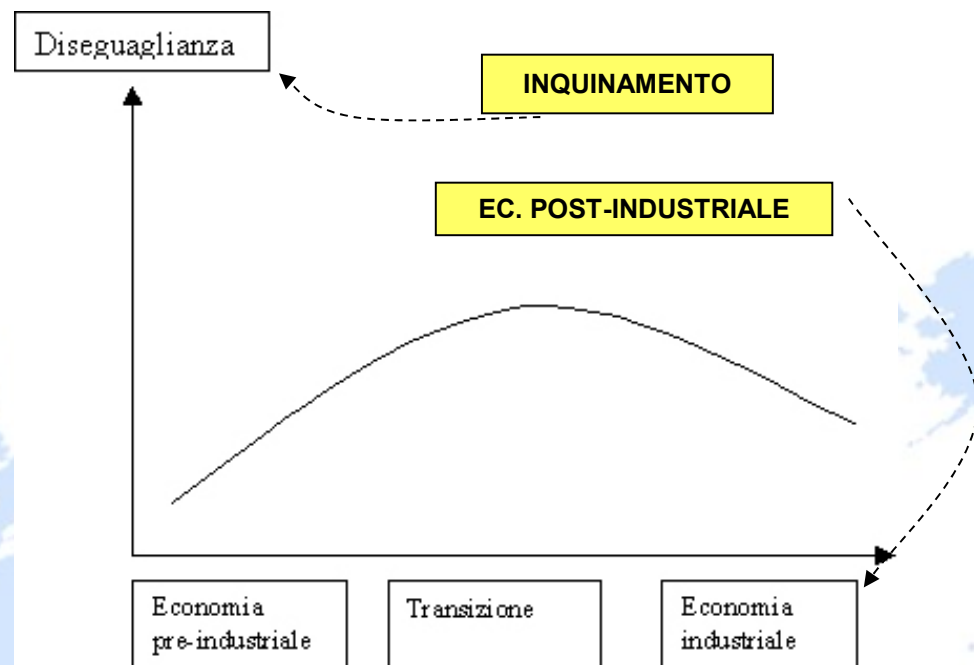 Diseguaglianza
INQUINAMENTO
EC. POST-INDUSTRIALE
Economia
pre-industriale
Transizione
Economia
industriale